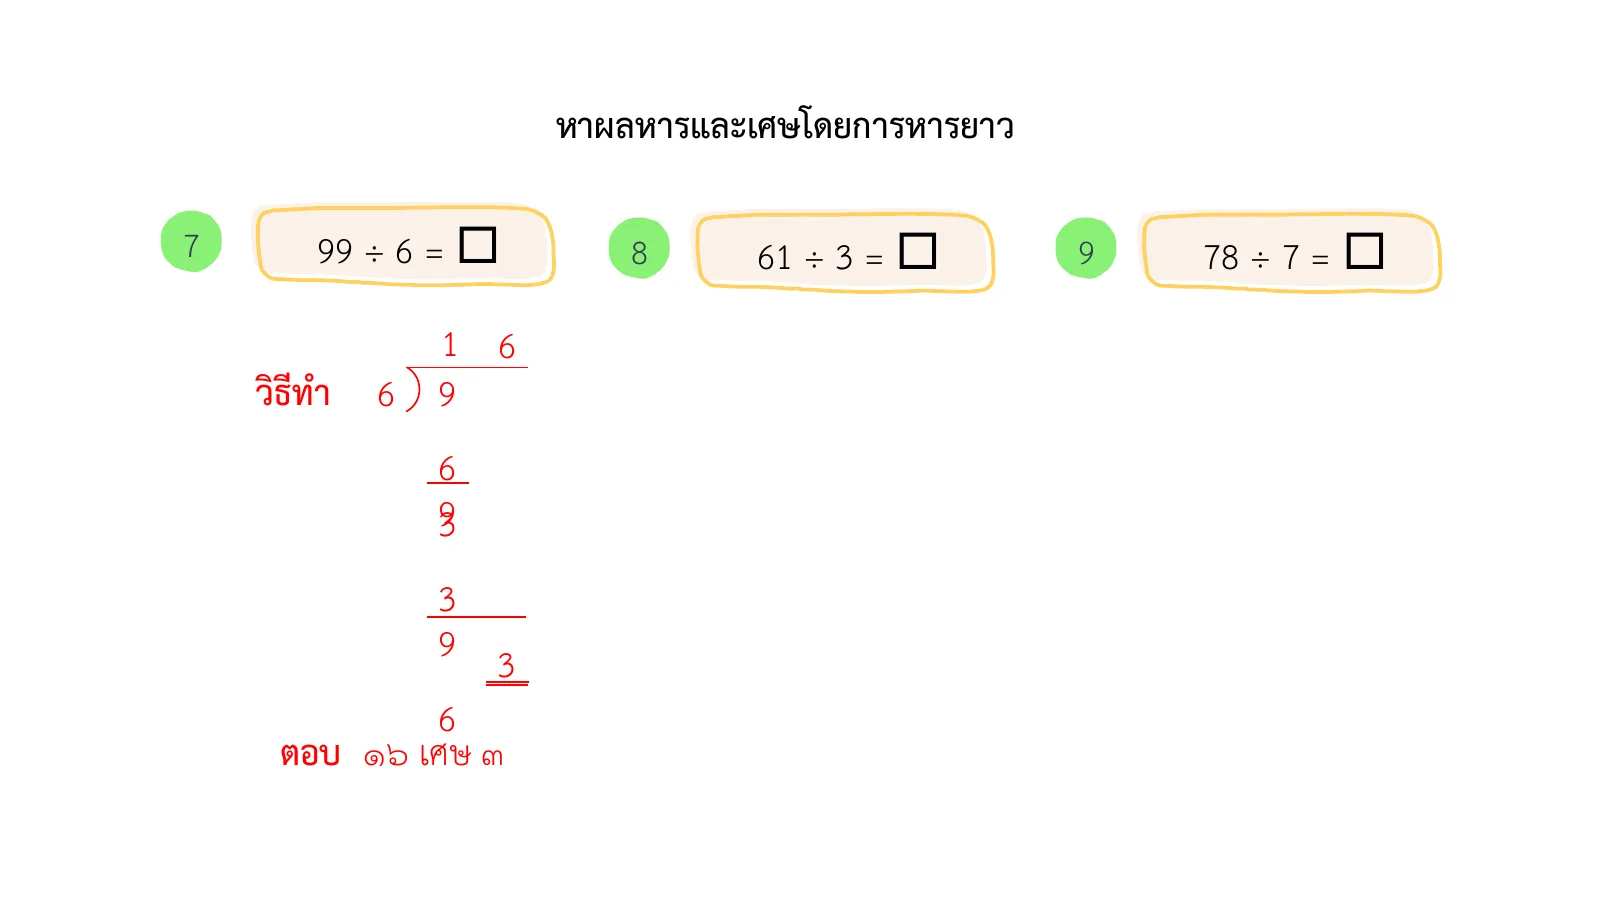 หาผลหารและเศษโดยการหารยาว
7 99 ÷ 6 = □
8 61 ÷ 3 = □
9 78 ÷ 7 = □
1 6
วิธีทำ 6 ) 9
6
9
3
3
9
3
6
ตอบ ๑๖ เศษ ๓